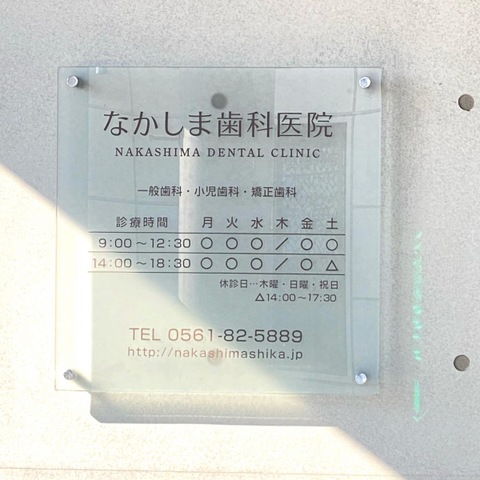 なかしま歯科医院
NAKASHIMA DENTAL CLINIC
一般歯科・小児歯科・矯正歯科
診療時間 月 火 水 木 金 土
9:00〜12:30 ○ ○ ○ ／ ○ ○
14:00〜18:30 ○ ○ ○ ／ ○ △
休診日…木曜・日曜・祝日
△14:00〜17:30
TEL 0561-82-5889
http://nakashimashika.jp